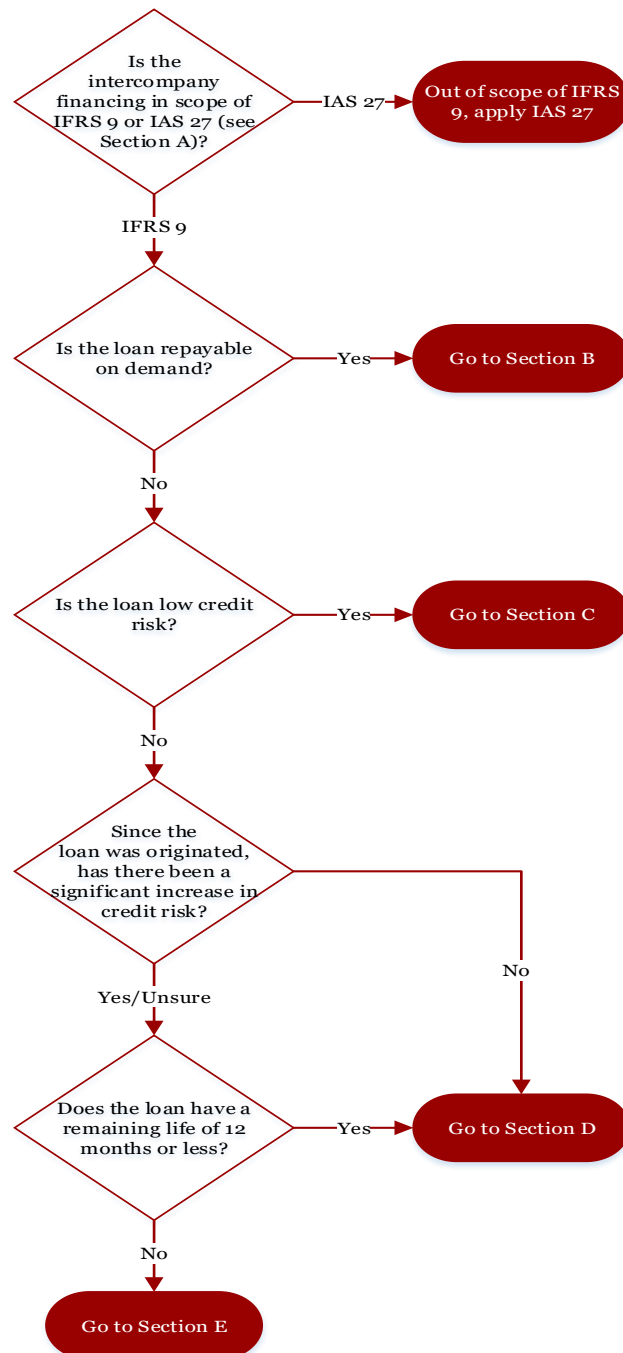 Is the
intercompany
financing in scope of
IFRS 9 or IAS 27 (see
Section A)?
IAS 27
Out of scope of IFRS
9, apply IAS 27
IFRS 9
Is the loan repayable
on demand?
Yes
Go to Section B
No
Is the loan low credit
risk?
Yes
Go to Section C
No
Since the
loan was originated,
has there been a
significant increase in
credit risk?
No
Yes/Unsure
Does the loan have a
remaining life of 12
months or less?
Yes
Go to Section D
No
Go to Section E